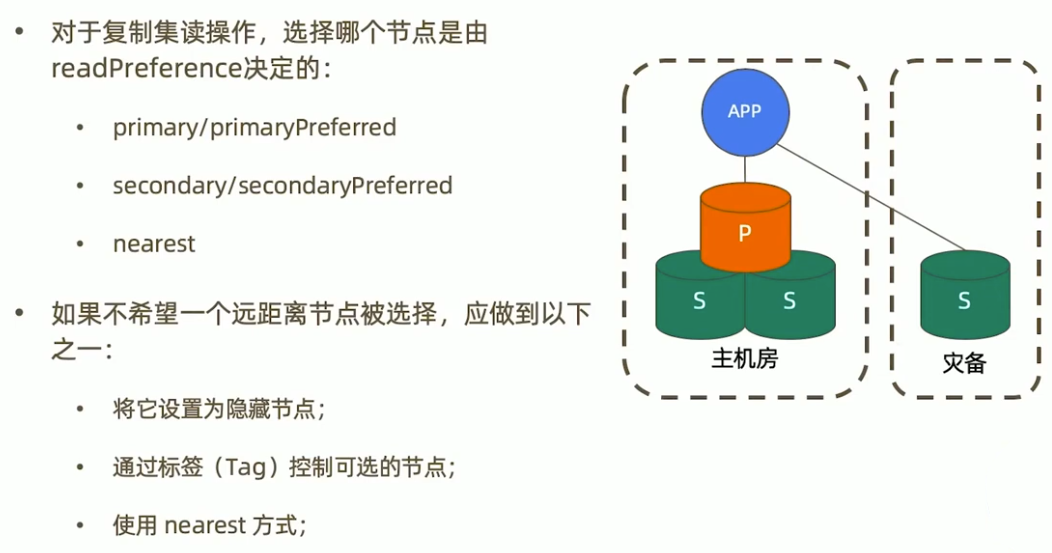 • 对于复制集读操作，选择哪个节点是由
readPreference决定的：
• primary/primaryPreferred
• secondary/secondaryPreferred
• nearest
• 如果不希望一个远距离节点被选择，应做到以下
之一：
• 将它设置为隐藏节点；
• 通过标签（Tag）控制可选的节点；
• 使用 nearest 方式；
APP
P
S
S
主机房
S
灾备